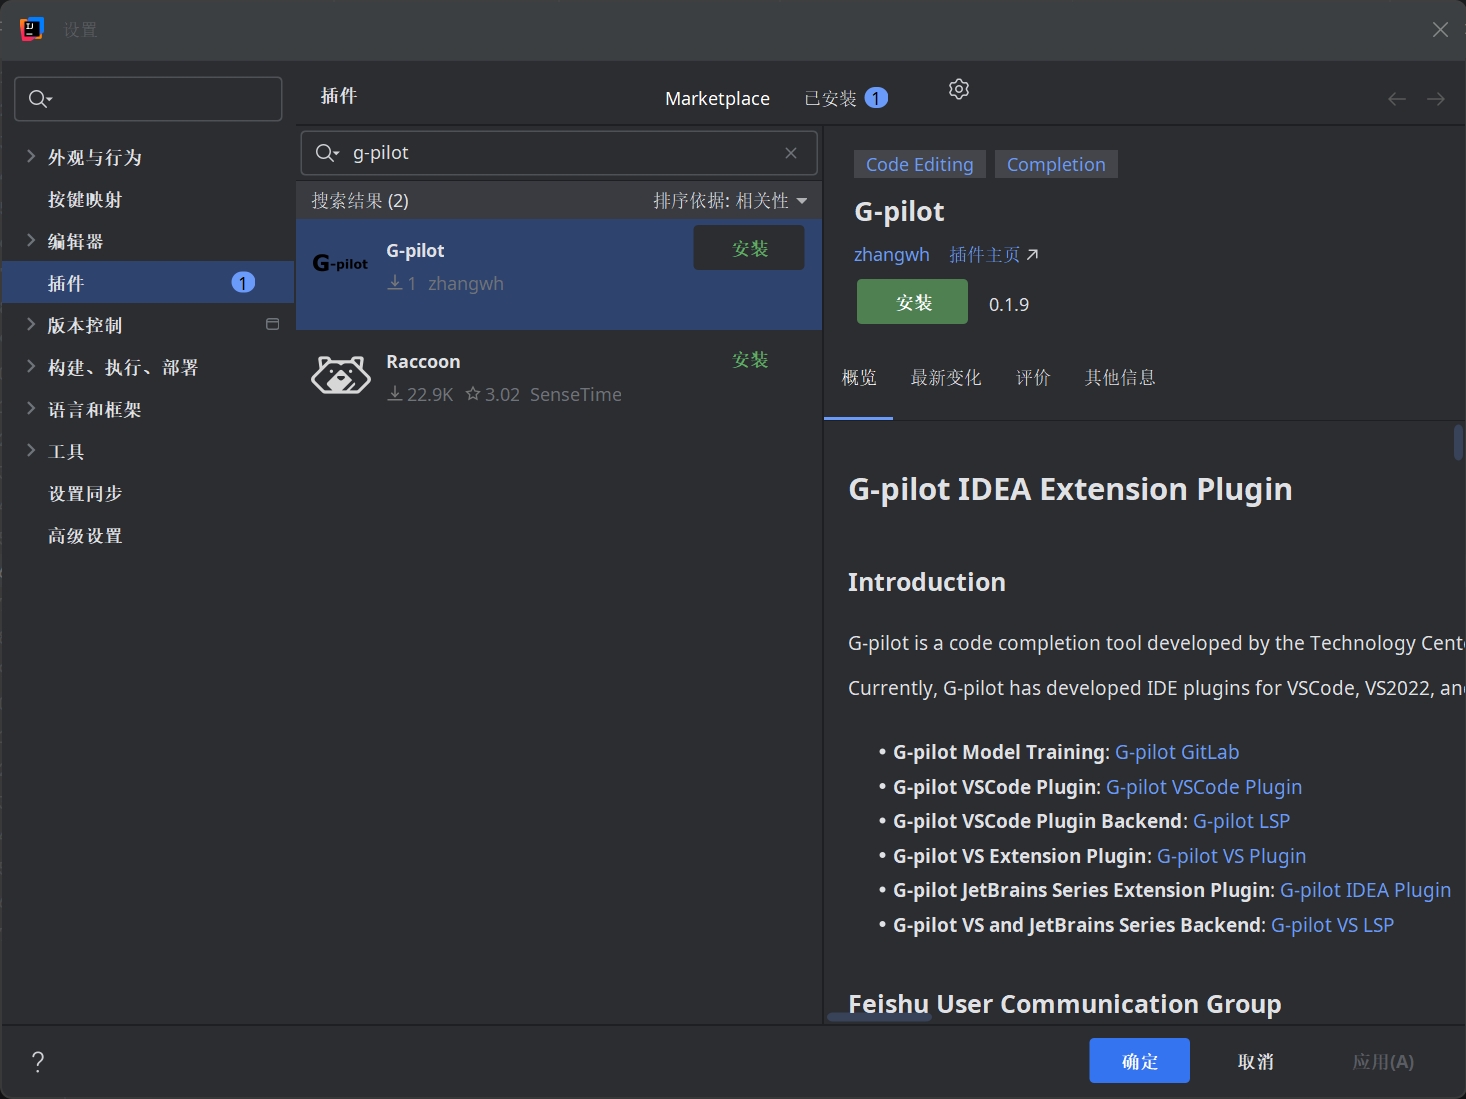 设置
插件
Marketplace
已安装 1
外观与行为
按键映射
编辑器
插件 1
版本控制
构建、执行、部署
语言和框架
工具
设置同步
高级设置
g-pilot
搜索结果 (2)
排序依据: 相关性
G-pilot
G-pilot
安装
1 zhangwh
Raccoon
安装
22.9K 3.02 SenseTime
Code Editing
Completion
G-pilot
zhangwh 插件主页
安装 0.1.9
概览 最新变化 评价 其他信息
G-pilot IDEA Extension Plugin
Introduction
G-pilot is a code completion tool developed by the Technology
Currently, G-pilot has developed IDE plugins for VSCode, VS2022,
• G-pilot Model Training: G-pilot GitLab
• G-pilot VSCode Plugin: G-pilot VSCode Plugin
• G-pilot VSCode Plugin Backend: G-pilot LSP
• G-pilot VS Extension Plugin: G-pilot VS Plugin
• G-pilot JetBrains Series Extension Plugin: G-pilot IDEA Plugin
• G-pilot VS and JetBrains Series Backend: G-pilot VS LSP
Feishu User Communication Group
?
确定 取消 应用(A)